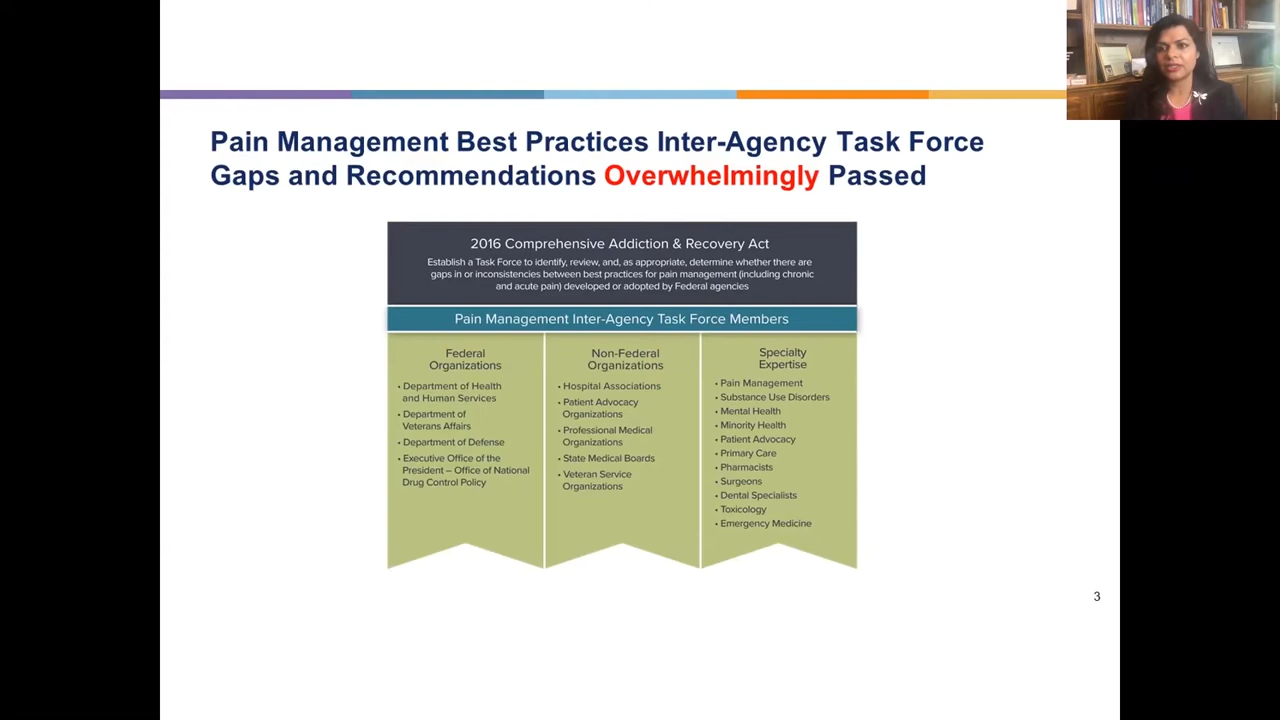 Pain Management Best Practices Inter-Agency Task Force
Gaps and Recommendations Overwhelmingly Passed
2016 Comprehensive Addiction & Recovery Act
Establish a Task Force to identify, review, and, as appropriate, determine whether there are
gaps in or inconsistencies between best practices for pain management (including chronic
and acute pain) developed or adopted by Federal agencies
Pain Management Inter-Agency Task Force Members
Federal
Organizations
• Department of Health
and Human Services
• Department of
Veterans Affairs
• Department of Defense
• Executive Office of the
President – Office of National
Drug Control Policy
Non-Federal
Organizations
• Hospital Associations
• Patient Advocacy
Organizations
• Professional Medical
Organizations
• State Medical Boards
• Veteran Service
Organizations
Specialty
Expertise
• Pain Management
• Substance Use Disorders
• Mental Health
• Minority Health
• Patient Advocacy
• Primary Care
• Pharmacists
• Surgeons
• Dental Specialists
• Toxicology
• Emergency Medicine
3